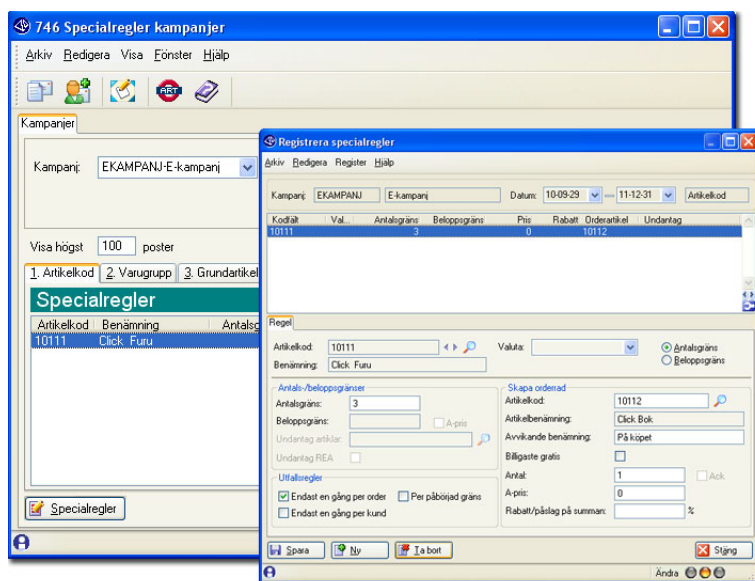 746 Specialregler kampanjer
Arkiv Redigera Visa Fönster Hjälp
ART
Kampanjer
Kampanj: EKAMPANJ-E-kampanj
Visa högst 100 poster
1. Artikelkod 2. Varugrupp 3. Grundartikel
Specialregler
Artikelkod Benämning Antalsg
10111 Click Furu
Specialregler
Registrera specialregler
Arkiv Redigera Register Hjälp
Kampanj: EKAMPANJ E-kampanj Datum: 10-09-29 — 11-12-31 Artikelkod
Kodfält Val... Antalsgräns Beloppsgräns Pris Rabatt Orderartikel Undantag
10111 3 0 10112
Regel
Artikelkod: 10111 Valuta: Antalsgräns
Benämning: Click Furu Beloppsgräns
Antals-/beloppsgränser
Antalsgräns: 3
Beloppsgräns: A-pris
Undantag artiklar:
Undantag REA
Utfallsregler
Endast en gång per order Per påbörjad gräns
Endast en gång per kund
Skapa orderrad
Artikelkod: 10112
Artikelbenämning: Click Bok
Avvikande benämning: På köpet
Billigaste gratis
Antal: 1 Ack
A-pris: 0
Rabatt/påslag på summan: %
Spara Ny Ta bort Stäng
Ändra